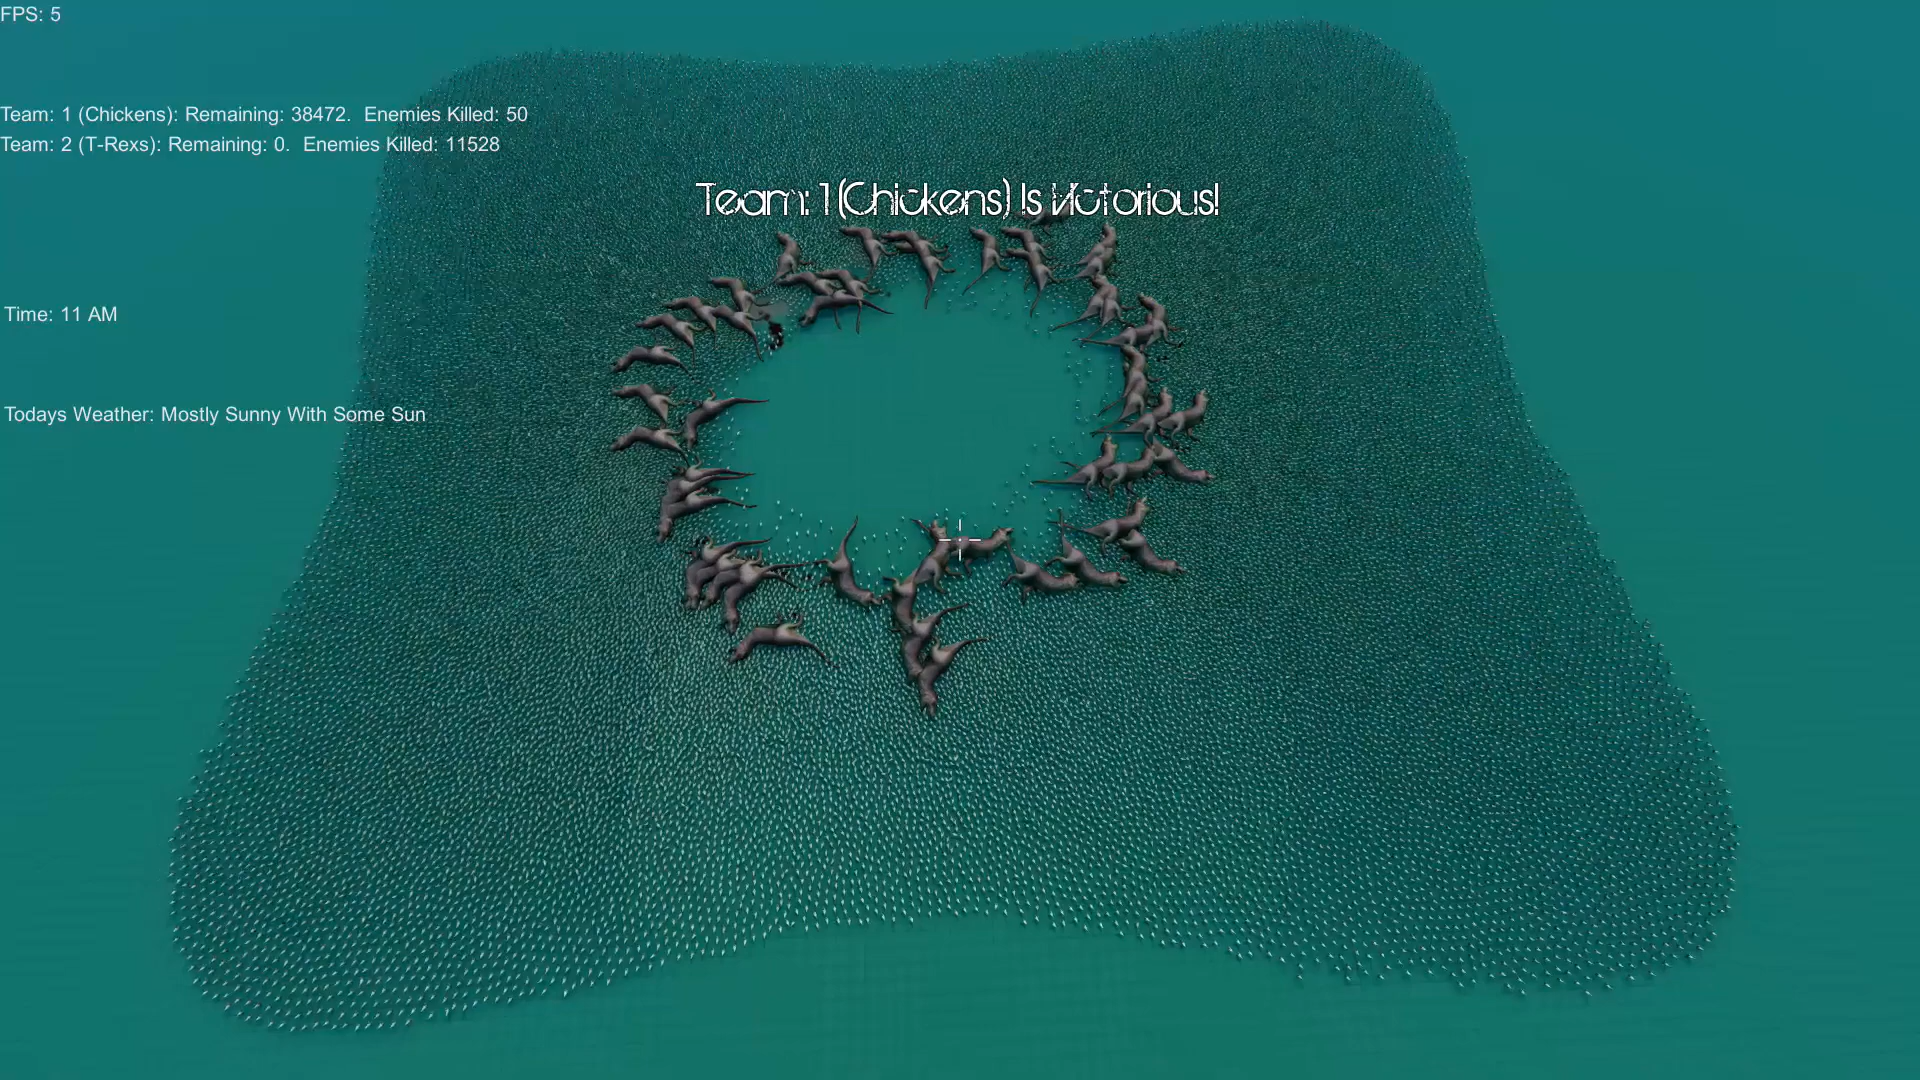 FPS: 5
Team: 1 (Chickens): Remaining: 38472.  Enemies Killed: 50
Team: 2 (T-Rexs): Remaining: 0.  Enemies Killed: 11528
Team: 1 (Chickens) Is Victorious!
Time: 11 AM
Todays Weather: Mostly Sunny With Some Sun